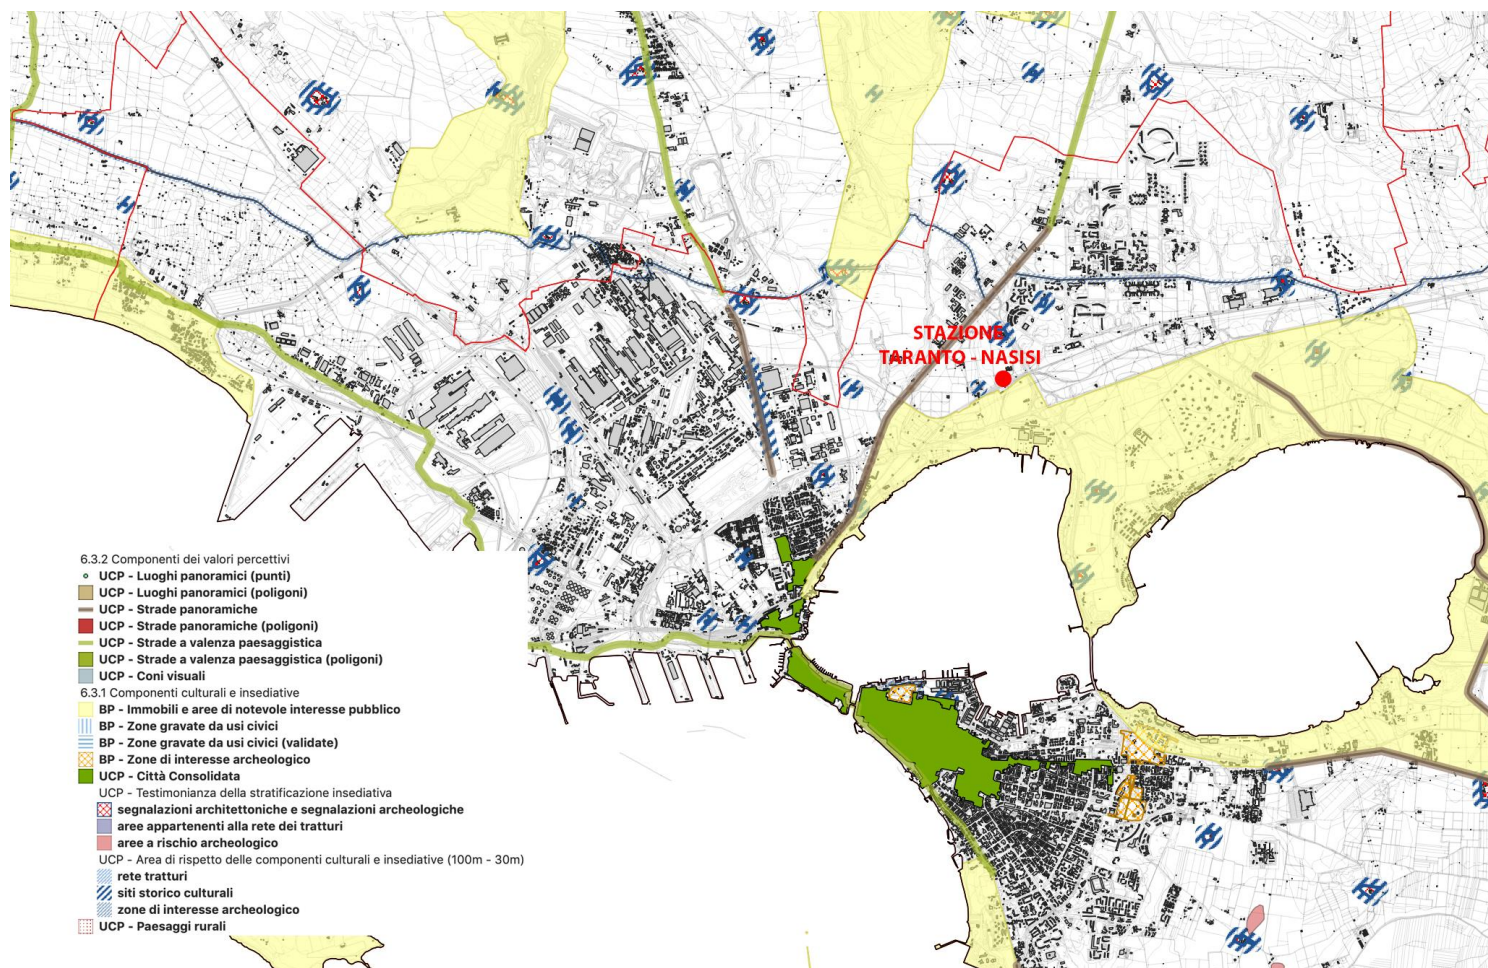 STAZIONE
TARANTO - NASISI
6.3.2 Componenti dei valori percettivi
UCP - Luoghi panoramici (punti)
UCP - Luoghi panoramici (poligoni)
UCP - Strade panoramiche
UCP - Strade panoramiche (poligoni)
UCP - Strade a valenza paesaggistica
UCP - Strade a valenza paesaggistica (poligoni)
UCP - Coni visuali
6.3.1 Componenti culturali e insediative
BP - Immobili e aree di notevole interesse pubblico
BP - Zone gravate da usi civici
BP - Zone gravate da usi civici (validate)
BP - Zone di interesse archeologico
UCP - Città Consolidata
UCP - Testimonianza della stratificazione insediativa
segnalazioni architettoniche e segnalazioni archeologiche
aree appartenenti alla rete dei tratturi
aree a rischio archeologico
UCP - Area di rispetto delle componenti culturali e insediative (100m - 30m)
rete tratturi
siti storico culturali
zone di interesse archeologico
UCP - Paesaggi rurali